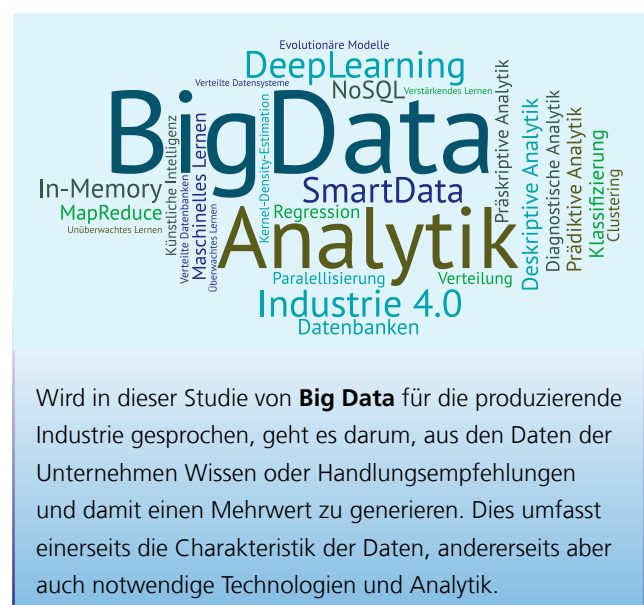 Evolutionäre Modelle
DeepLearning
Verteilte Datensysteme
NoSQL
Verstärkendes Lernen
BigData
In-Memory
MapReduce
Unüberwachtes Lernen
Künstliche Intelligenz
Verteilte Datenbanken
Maschinelles Lernen
Überwachtes Lernen
Kernel-Density-Estimation
SmartData
Regression
Analytik
Präskriptive Analytik
Deskriptive Analytik
Diagnostische Analytik
Prädiktive Analytik
Klassifizierung
Clustering
Paralellisierung
Verteilung
Industrie 4.0
Datenbanken
Wird in dieser Studie von Big Data für die produzierende
Industrie gesprochen, geht es darum, aus den Daten der
Unternehmen Wissen oder Handlungsempfehlungen
und damit einen Mehrwert zu generieren. Dies umfasst
einerseits die Charakteristik der Daten, andererseits aber
auch notwendige Technologien und Analytik.